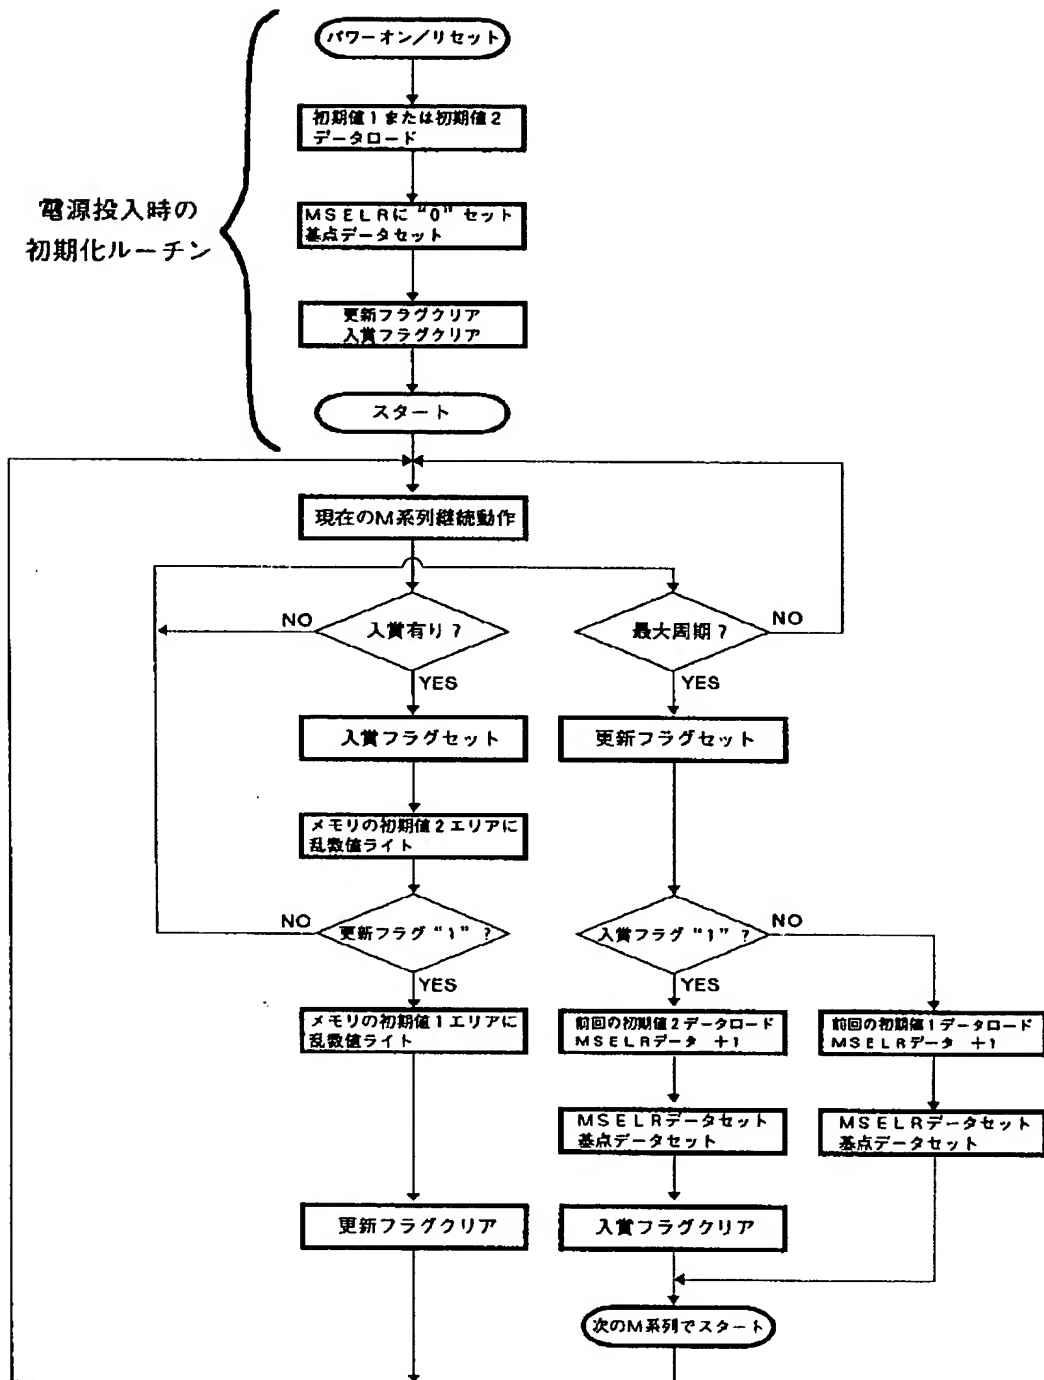 パワーオン／リセット
初期値1または初期値2
データロード
MSELRに“0”セット
基点データセット
電源投入時の
初期化ルーチン
更新フラグクリア
入賞フラグクリア
スタート
現在のM系列継続動作
NO
入賞有り？
最大周期？
NO
YES
YES
入賞フラグセット
更新フラグセット
メモリの初期値2エリアに
乱数値ライト
NO
更新フラグ“1”？
入賞フラグ“1”？
NO
YES
YES
メモリの初期値1エリアに
乱数値ライト
前回の初期値2データロード
MSELRデータ +1
前回の初期値1データロード
MSELRデータ +1
MSELRデータセット
基点データセット
MSELRデータセット
基点データセット
更新フラグクリア
入賞フラグクリア
次のM系列でスタート